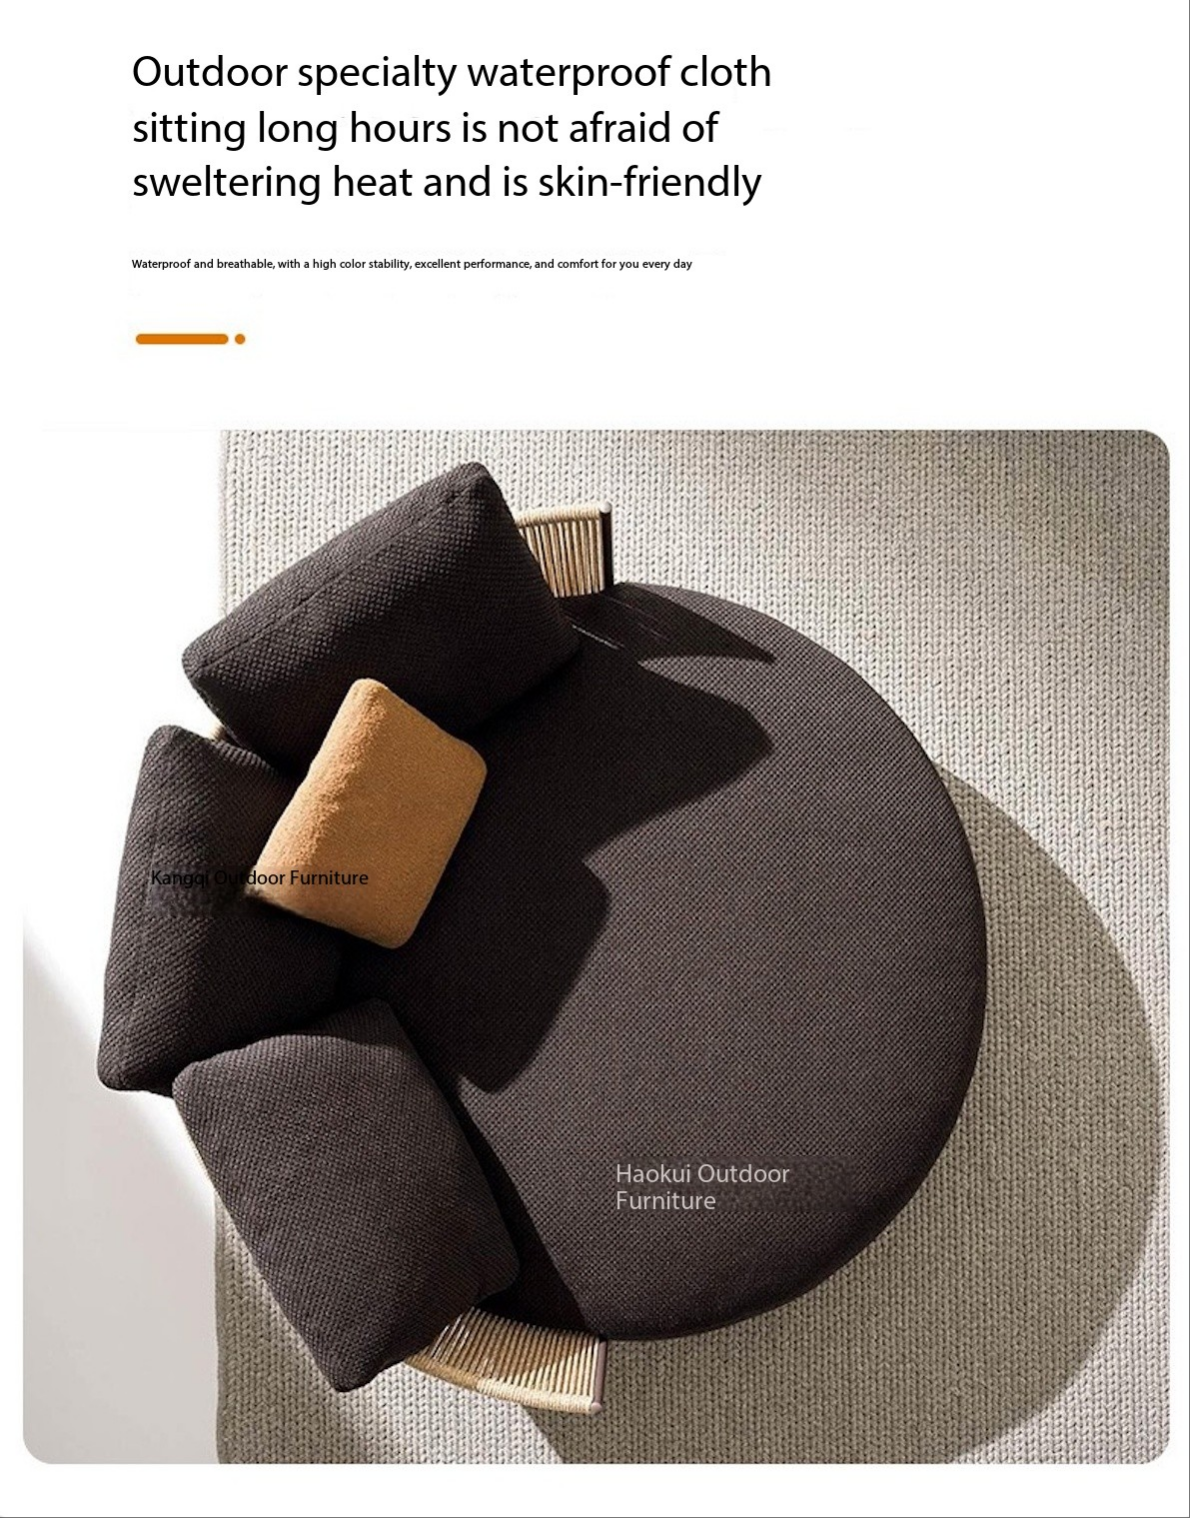 Outdoor specialty waterproof cloth
sitting long hours is not afraid of
sweltering heat and is skin-friendly
Waterproof and breathable, with a high color stability, excellent performance, and comfort for you every day
Kangqi Outdoor Furniture
Haokui Outdoor
Furniture